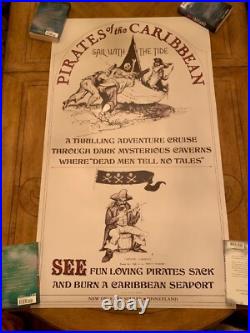 PIRATES of the CARIBBEAN
SAIL WITH THE TIDE
A THRILLING ADVENTURE CRUISE
THROUGH DARK MYSTERIOUS CAVERNS
WHERE "DEAD MEN TELL NO TALES"
SEE FUN LOVING PIRATES SACK
AND BURN A CARIBBEAN SEAPORT
NEW